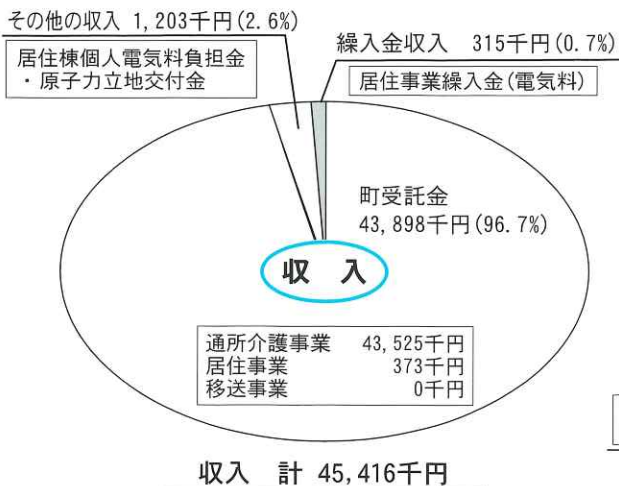 その他の収入 1,203千円(2.6%)
居住棟個人電気料負担金
・原子力立地交付金
繰入金収入 315千円(0.7%)
居住事業繰入金(電気料)
町受託金
43,898千円(96.7%)
収 入
通所介護事業 43,525千円
居住事業 373千円
移送事業 0千円
収入 計 45,416千円